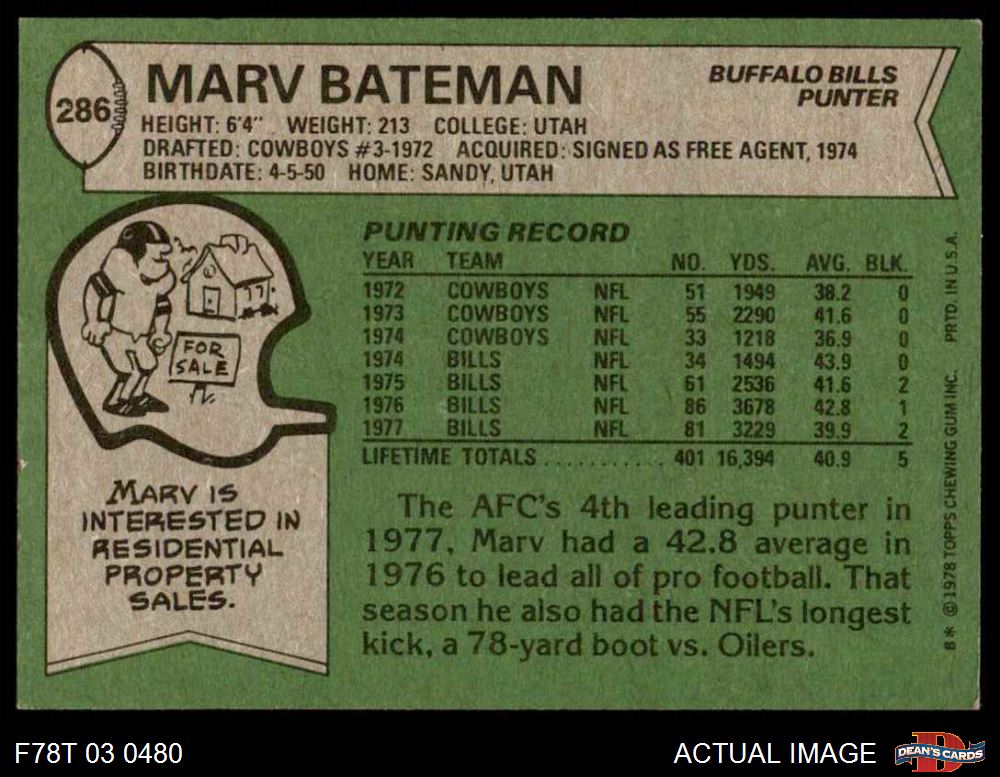 286
MARV BATEMAN
BUFFALO BILLS
PUNTER
HEIGHT: 6'4" WEIGHT: 213 COLLEGE: UTAH
DRAFTED: COWBOYS #3-1972 ACQUIRED: SIGNED AS FREE AGENT, 1974
BIRTHDATE: 4-5-50 HOME: SANDY, UTAH
FOR
SALE
MARV IS
INTERESTED IN
RESIDENTIAL
PROPERTY
SALES.
PUNTING RECORD
YEAR TEAM NO. YDS. AVG. BLK.
1972 COWBOYS NFL 51 1949 38.2 0
1973 COWBOYS NFL 55 2290 41.6 0
1974 COWBOYS NFL 33 1218 36.9 0
1974 BILLS NFL 34 1494 43.9 0
1975 BILLS NFL 61 2536 41.6 2
1976 BILLS NFL 86 3678 42.8 1
1977 BILLS NFL 81 3229 39.9 2
LIFETIME TOTALS........... 401 16,394 40.9 5
The AFC's 4th leading punter in
1977, Marv had a 42.8 average in
1976 to lead all of pro football. That
season he also had the NFL's longest
kick, a 78-yard boot vs. Oilers.
8* © 1978 TOPPS CHEWING GUM INC. PRTD. IN U.S.A.
F78T 03 0480
ACTUAL IMAGE
D
DEAN'S CARDS